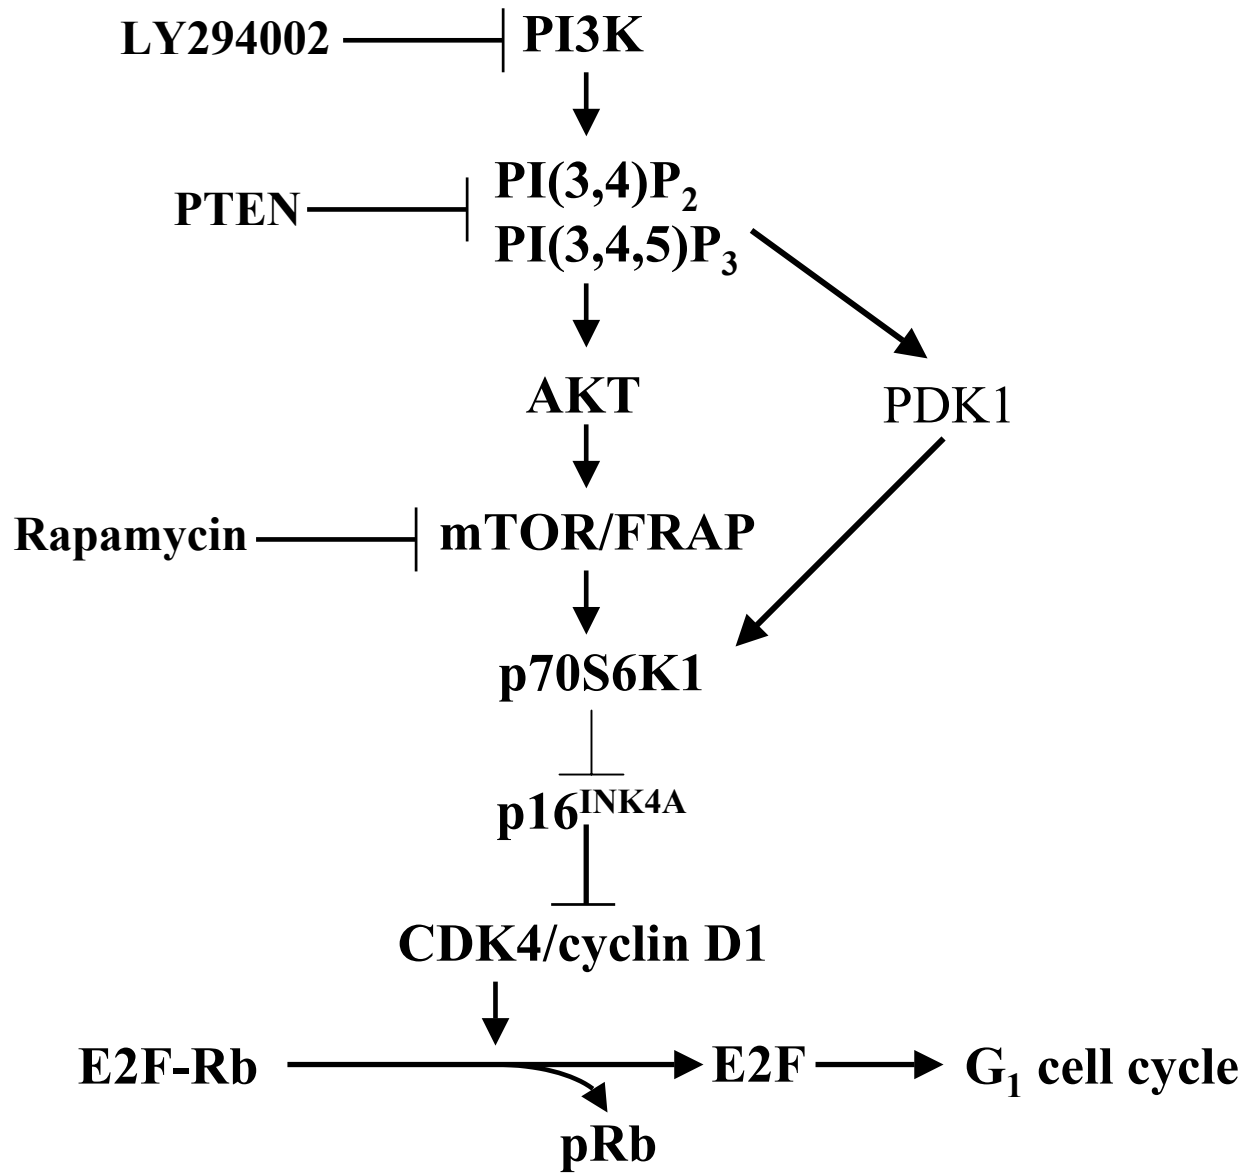 LY294002
PI3K
PI(3,4)P2
PTEN
PI(3,4,5)P3
AKT
PDK1
Rapamycin
mTOR/FRAP
p70S6K1
p16INK4A
CDK4/cyclin D1
E2F-Rb
E2F
G1 cell cycle
pRb